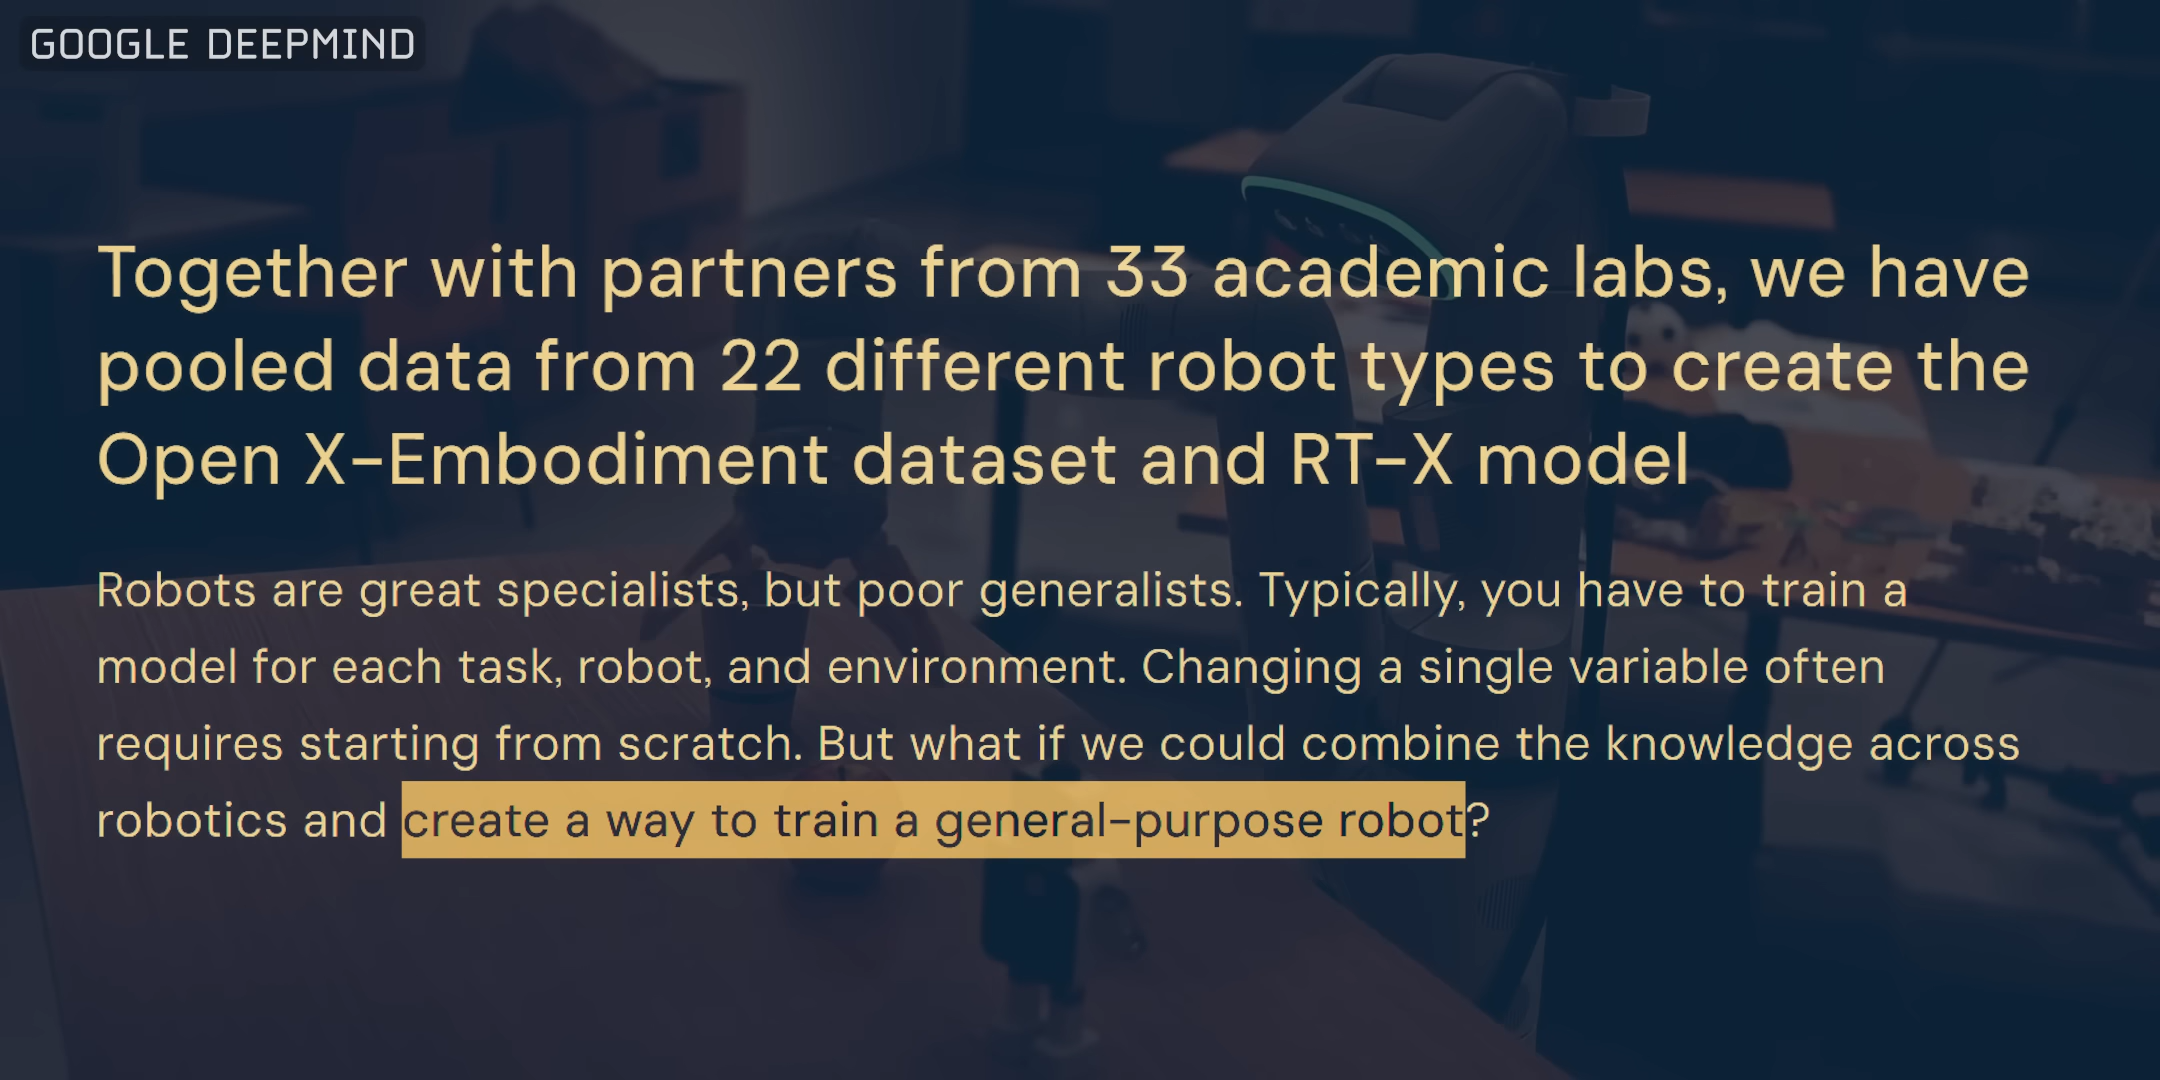 GOOGLE DEEPMIND
Together with partners from 33 academic labs, we have
pooled data from 22 different robot types to create the
Open X-Embodiment dataset and RT-X model
Robots are great specialists, but poor generalists. Typically, you have to train a
model for each task, robot, and environment. Changing a single variable often
requires starting from scratch. But what if we could combine the knowledge across
robotics and create a way to train a general-purpose robot?